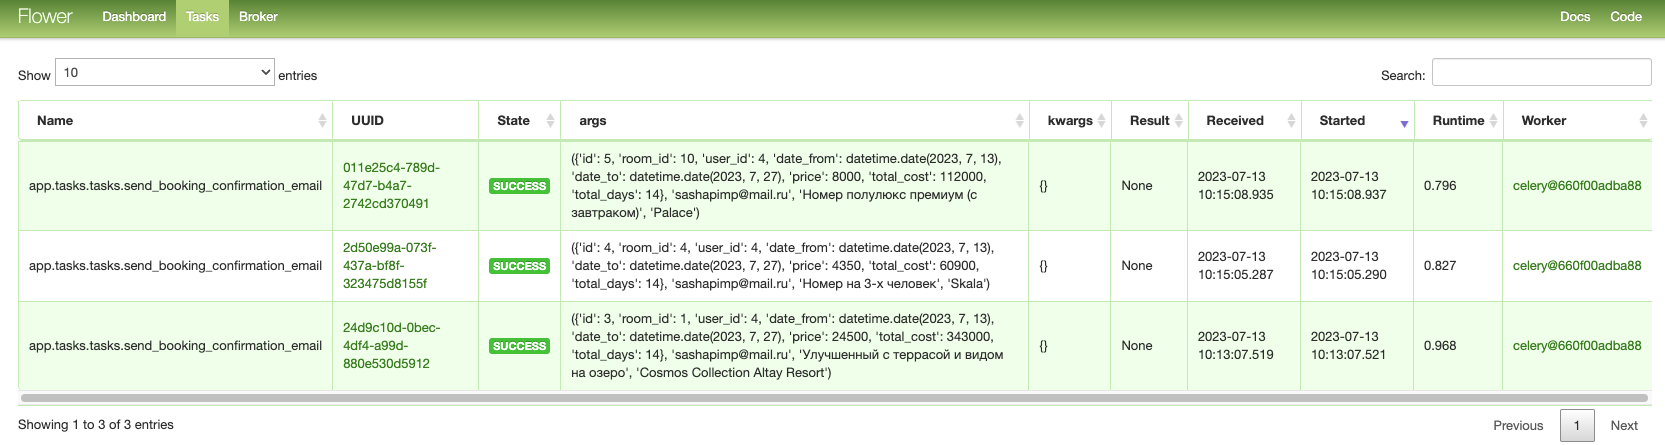 Flower Dashboard Tasks Broker Docs Code
Show 10 entries Search:
Name UUID State args kwargs Result Received Started Runtime Worker
app.tasks.tasks.send_booking_confirmation_email
011e25c4-789d-
47d7-b4a7-
2742cd370491
SUCCESS
({'id': 5, 'room_id': 10, 'user_id': 4, 'date_from': datetime.date(2023, 7, 13),
'date_to': datetime.date(2023, 7, 27), 'price': 8000, 'total_cost': 112000,
'total_days': 14}, 'sashapimp@mail.ru', 'Номер полулюкс премиум (с
завтраком)', 'Palace')
{}
None
2023-07-13
10:15:08.935
2023-07-13
10:15:08.937
0.796
celery@660f00adba88
app.tasks.tasks.send_booking_confirmation_email
2d50e99a-073f-
437a-bf8f-
323475d8155f
SUCCESS
({'id': 4, 'room_id': 4, 'user_id': 4, 'date_from': datetime.date(2023, 7, 13),
'date_to': datetime.date(2023, 7, 27), 'price': 4350, 'total_cost': 60900,
'total_days': 14}, 'sashapimp@mail.ru', 'Номер на 3-х человек', 'Skala')
{}
None
2023-07-13
10:15:05.287
2023-07-13
10:15:05.290
0.827
celery@660f00adba88
app.tasks.tasks.send_booking_confirmation_email
24d9c10d-0bec-
4df4-a99d-
880e530d5912
SUCCESS
({'id': 3, 'room_id': 1, 'user_id': 4, 'date_from': datetime.date(2023, 7, 13),
'date_to': datetime.date(2023, 7, 27), 'price': 24500, 'total_cost': 343000,
'total_days': 14}, 'sashapimp@mail.ru', 'Улучшенный с террасой и видом
на озеро', 'Cosmos Collection Altay Resort')
{}
None
2023-07-13
10:13:07.519
2023-07-13
10:13:07.521
0.968
celery@660f00adba88
Showing 1 to 3 of 3 entries Previous 1 Next